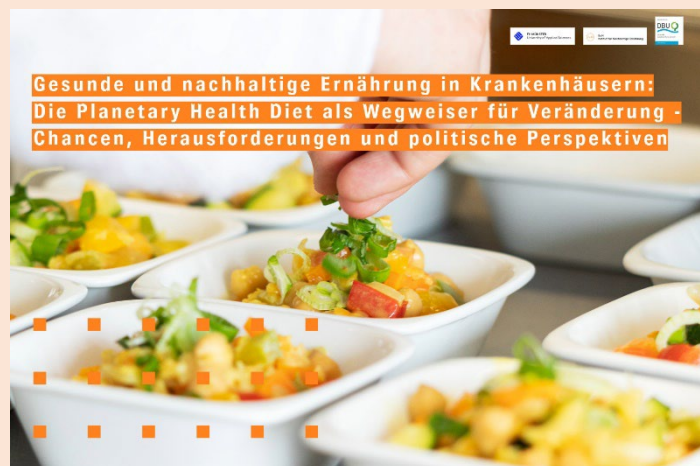 Gesunde und nachhaltige Ernährung in Krankenhäusern:
Die Planetary Health Diet als Wegweiser für Veränderung -
Chancen, Herausforderungen und politische Perspektiven
DBU